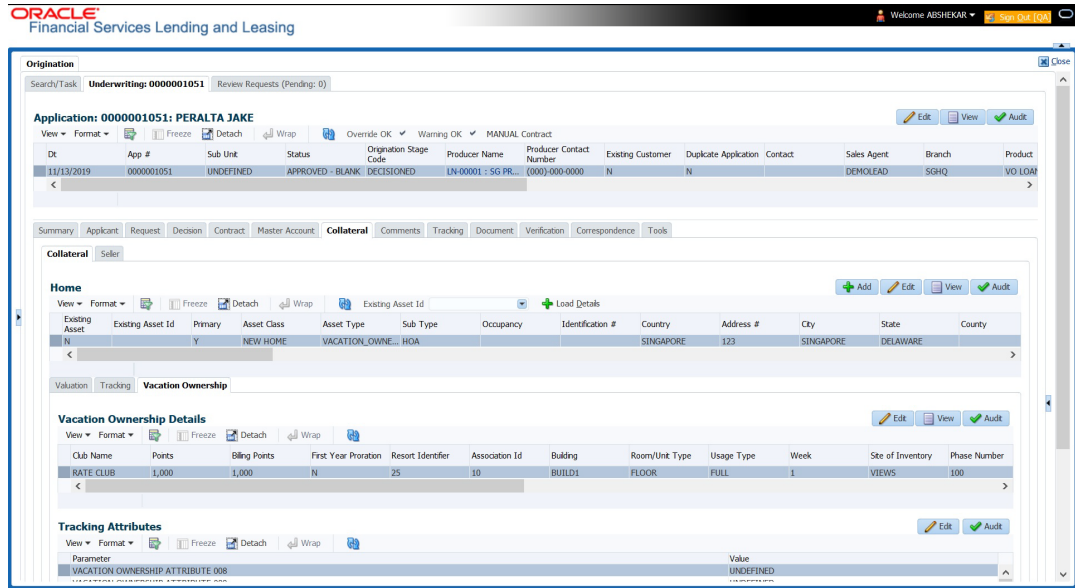 ORACLE
Financial Services Lending and Leasing
Welcome ABSHEKAR
Sign Out [QA]
Close
Origination
Search/Task Underwriting: 0000001051 Review Requests (Pending: 0)
Application: 0000001051: PERALTA JAKE
Edit View Audit
View Format Freeze Detach Wrap Override OK Warning OK MANUAL Contract
Dt App # Sub Unit Status Origination Stage Code Producer Name Producer Contact Number Existing Customer Duplicate Application Contact Sales Agent Branch Product
11/13/2019 0000001051 UNDEFINED APPROVED - BLANK DECISIONED LN-00001 : SG PR... (000)-000-0000 N N DEMOLEAD SGHQ VO LOAN
Summary Applicant Request Decision Contract Master Account Collateral Comments Tracking Document Verification Correspondence Tools
Collateral Seller
Home
Add Edit View Audit
View Format Freeze Detach Wrap Existing Asset Id Load Details
Existing Asset Existing Asset Id Primary Asset Class Asset Type Sub Type Occupancy Identification # Country Address # City State County
N Y NEW HOME VACATION_OWNE... HOA SINGAPORE 123 SINGAPORE DELAWARE
Valuation Tracking Vacation Ownership
Vacation Ownership Details
Edit View Audit
View Format Freeze Detach Wrap
Club Name Points Billing Points First Year Proration Resort Identifier Association Id Building Room/Unit Type Usage Type Week Site of Inventory Phase Number
RATE CLUB 1,000 1,000 N 25 10 BUILD1 FLOOR FULL 1 VIEWS 100
Tracking Attributes
Edit Audit
View Format Freeze Detach Wrap
Parameter Value
VACATION OWNERSHIP ATTRIBUTE 008 UNDEFINED